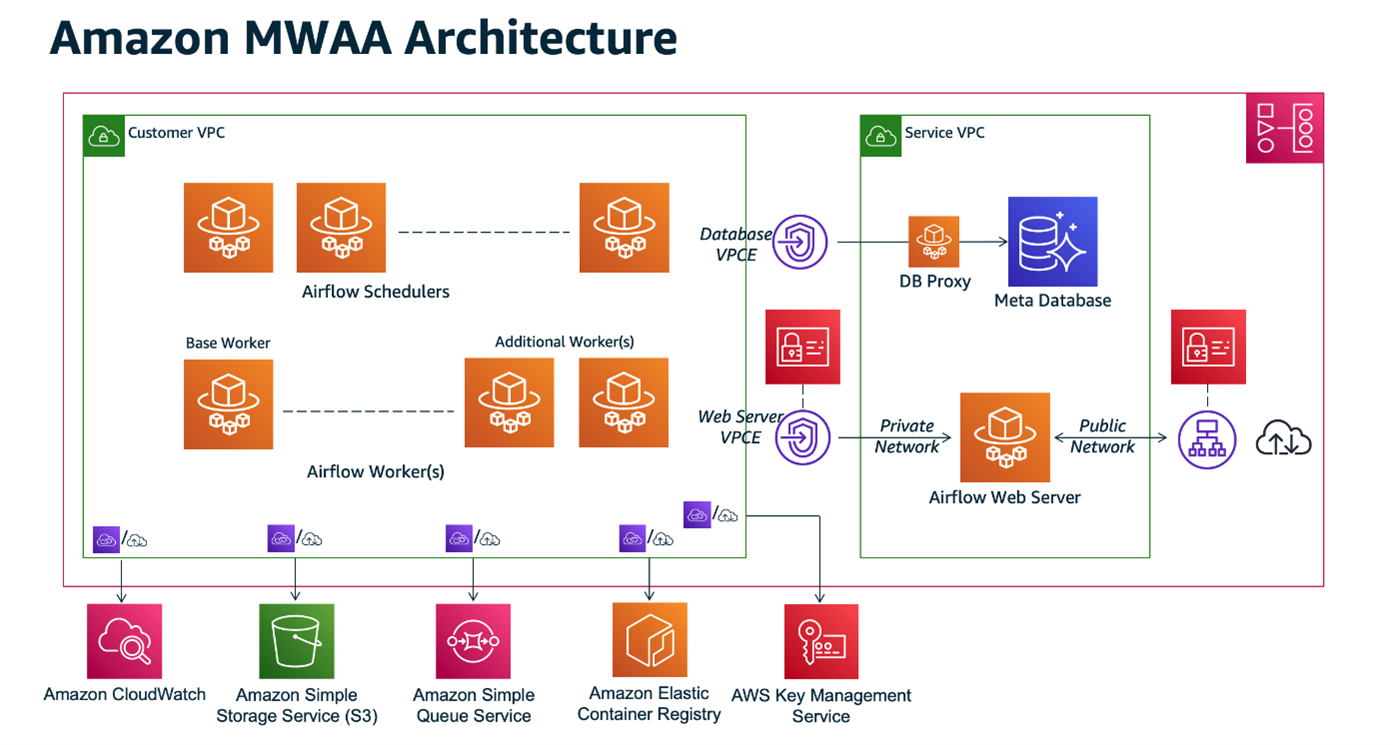 Amazon MWAA Architecture
Customer VPC
Service VPC
Database
VPCE
DB Proxy
Meta Database
Airflow Schedulers
Base Worker
Additional Worker(s)
Web Server
VPCE
Private
Network
Public
Network
Airflow Worker(s)
Airflow Web Server
/
/
/
/
/
Amazon CloudWatch
Amazon Simple
Storage Service (S3)
Amazon Simple
Queue Service
Amazon Elastic
Container Registry
AWS Key Management
Service